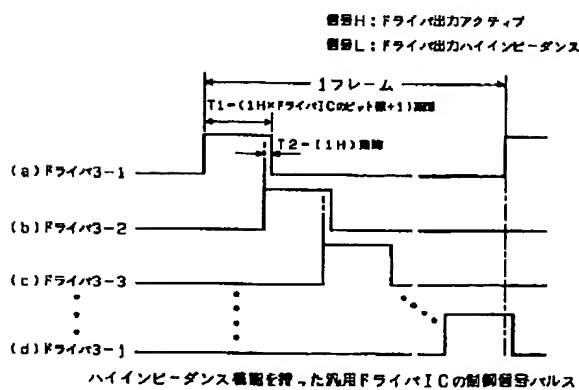 信号H:ドライバ出力アクティブ
信号L:ドライバ出力ハイインピーダンス
1フレーム
T1=(1H×ドライバICのビット数+1)期間
T2=(1H)期間
(a)ドライバ3-1
(b)ドライバ3-2
(c)ドライバ3-3
(d)ドライバ3-1
ハイインピーダンス機能を持った汎用ドライバICの制御信号パルス